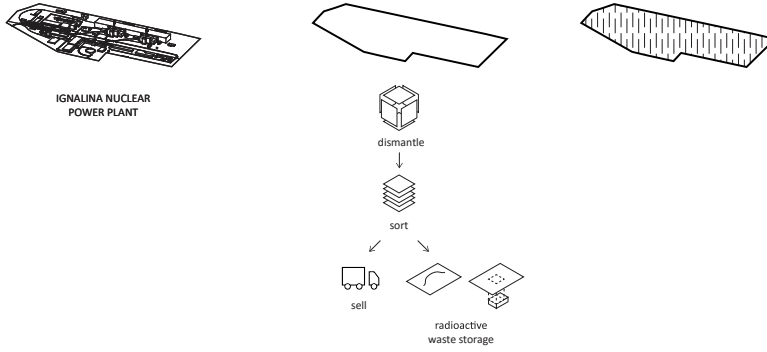 IGNALINA NUCLEAR
POWER PLANT
dismantle
sort
sell
radioactive
waste storage